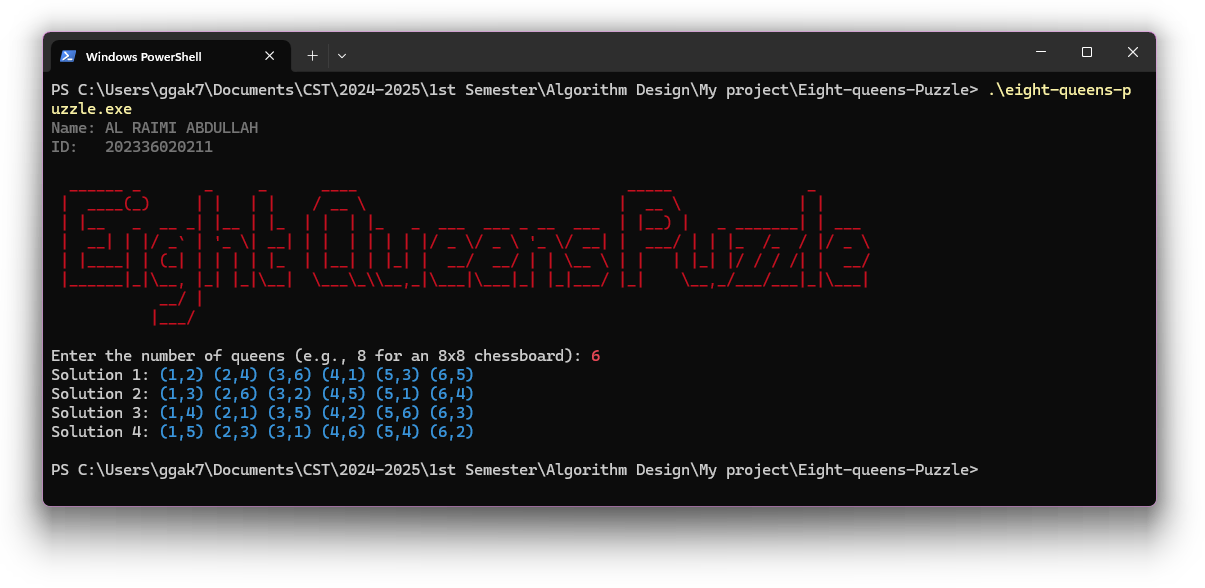 Windows PowerShell
PS C:\Users\ggak7\Documents\CST\2024-2025\1st Semester\Algorithm Design\My project\Eight-queens-Puzzle> .\eight-queens-p
uzzle.exe
Name: AL RAIMI ABDULLAH
ID: 202336020211
Eight Queens Puzzle
Enter the number of queens (e.g., 8 for an 8x8 chessboard): 6
Solution 1: (1,2) (2,4) (3,6) (4,1) (5,3) (6,5)
Solution 2: (1,3) (2,6) (3,2) (4,5) (5,1) (6,4)
Solution 3: (1,4) (2,1) (3,5) (4,2) (5,6) (6,3)
Solution 4: (1,5) (2,3) (3,1) (4,6) (5,4) (6,2)
PS C:\Users\ggak7\Documents\CST\2024-2025\1st Semester\Algorithm Design\My project\Eight-queens-Puzzle>